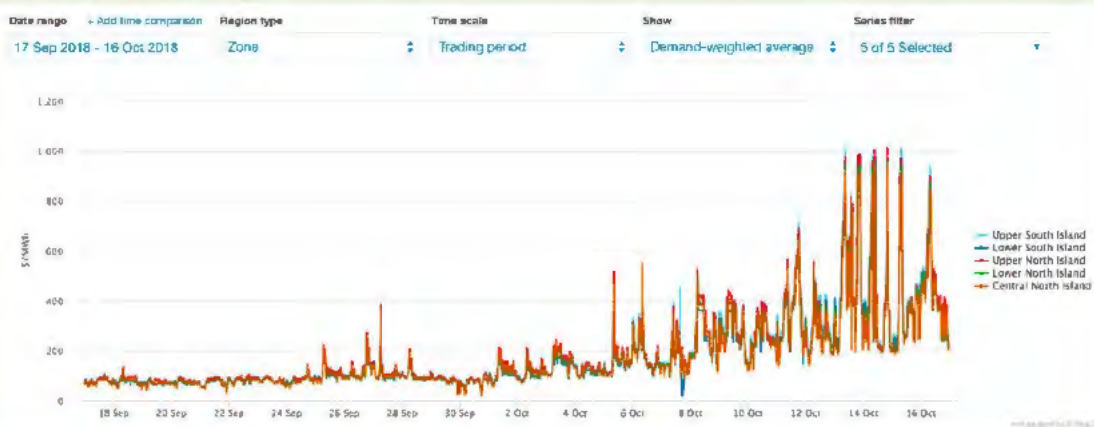 Date range + Add time comparison Region type Time scale Show Series filter
17 Sep 2018 - 16 Oct 2018 Zone Trading period Demand-weighted average 5 of 5 Selected
1,200
1,000
800
600
400
200
0
$/MWh
18 Sep 20 Sep 22 Sep 24 Sep 26 Sep 28 Sep 30 Sep 2 Oct 4 Oct 6 Oct 8 Oct 10 Oct 12 Oct 14 Oct 16 Oct
Upper South Island
Lower South Island
Upper North Island
Lower North Island
Central North Island